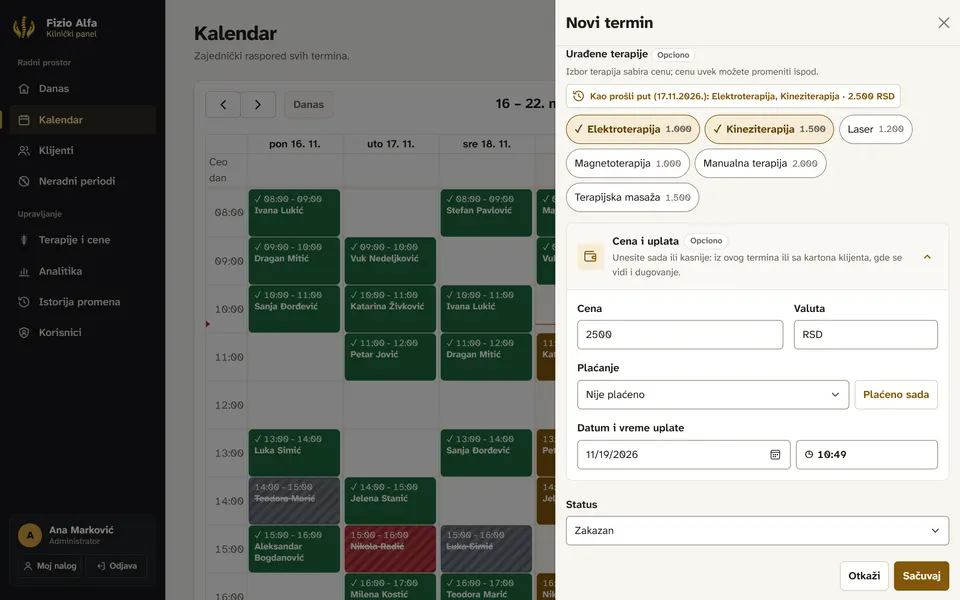 Fizio Alfa
Klinički panel
Radni prostor
Danas
Kalendar
Klijenti
Neradni periodi
Upravljanje
Terapije i cene
Analitika
Istorija promena
Korisnici
A
Ana Marković
Administrator
Moj nalog
Odjava
Kalendar
Zajednički raspored svih termina.
Danas
16 – 22. n
pon 16. 11.
uto 17. 11.
sre 18. 11.
Ceo
dan
08:00
09:00
10:00
11:00
12:00
13:00
14:00
15:00
16:00
✓ 08:00 - 09:00
Ivana Lukić
✓ 09:00 - 10:00
Dragan Mitić
✓ 10:00 - 11:00
Sanja Đorđević
✓ 13:00 - 14:00
Luka Simić
14:00 - 15:00
Teodora Marić
✓ 15:00 - 16:00
Aleksandar
Bogdanović
✓ 09:00 - 10:00
Vuk Nedeljković
✓ 10:00 - 11:00
Katarina Živković
✓ 11:00 - 12:00
Petar Jović
✓ 14:00 - 15:00
Jelena Stanić
15:00 - 16:00
Nikola Radić
✓ 16:00 - 17:00
Milena Kostić
✓ 08:00 - 09:00
Stefan Pavlović
✓ 10:00 - 11:00
Ivana Lukić
✓ 11:00 - 12:00
Dragan Mitić
✓ 13:00 - 14:00
Sanja Đorđević
15:00 - 16:00
Luka Simić
✓ 16:00 - 17:00
Teodora Marić
Novi termin
Urađene terapije Opciono
Izbor terapija sabira cenu; cenu uvek možete promeniti ispod.
Kao prošli put (17.11.2026.): Elektroterapija, Kineziterapija · 2.500 RSD
✓ Elektroterapija 1.000
✓ Kineziterapija 1.500
Laser 1.200
Magnetoterapija 1.000
Manualna terapija 2.000
Terapijska masaža 1.500
Cena i uplata Opciono
Unesite sada ili kasnije: iz ovog termina ili sa kartona klijenta, gde se
vidi i dugovanje.
Cena
Valuta
2500
RSD
Plaćanje
Nije plaćeno
Plaćeno sada
Datum i vreme uplate
11/19/2026
10:49
Status
Zakazan
Otkaži
Sačuvaj